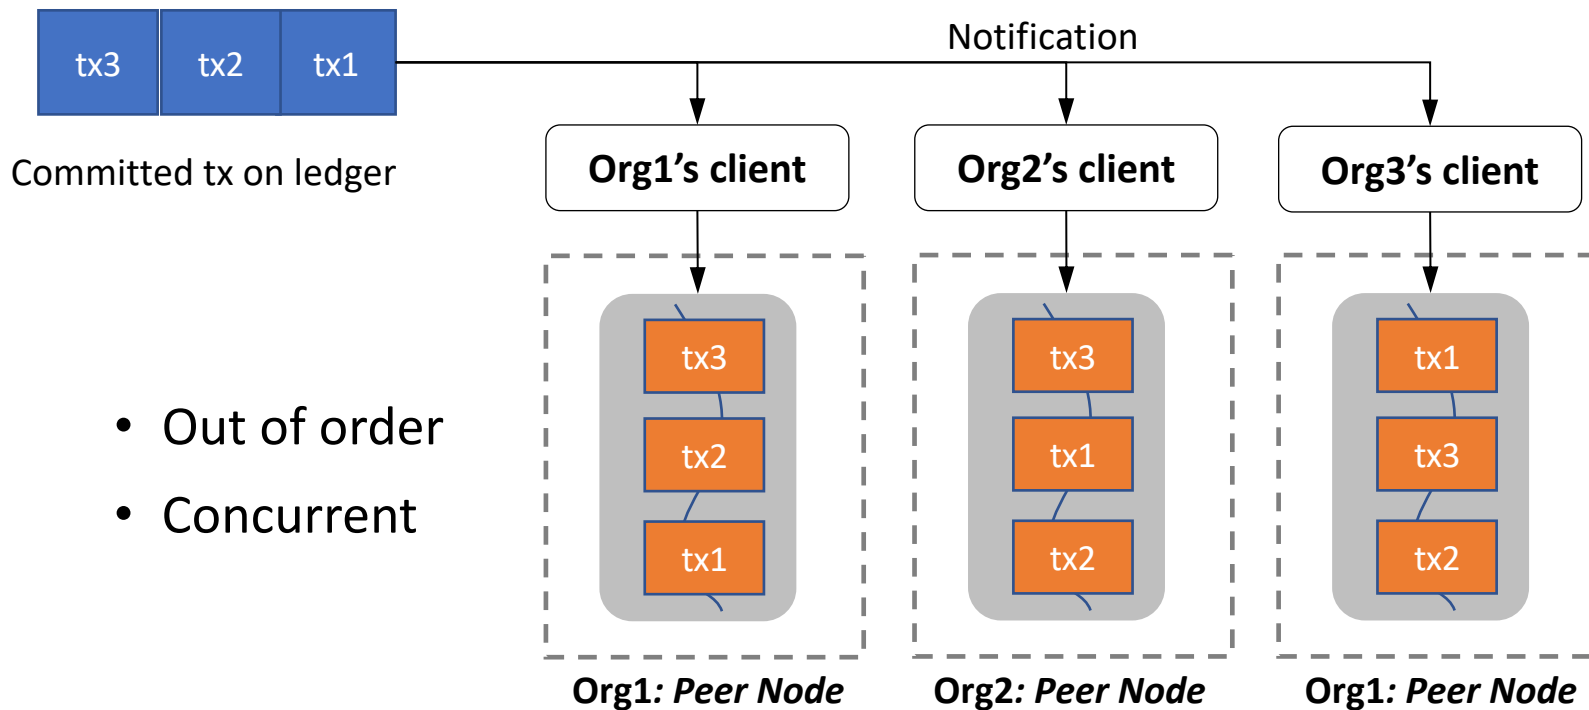 tx3 tx2 tx1
Notification
Committed tx on ledger
Org1’s client
Org2’s client
Org3’s client
• Out of order
• Concurrent
tx3
tx2
tx1
Org1: Peer Node
tx3
tx1
tx2
Org2: Peer Node
tx1
tx3
tx2
Org1: Peer Node